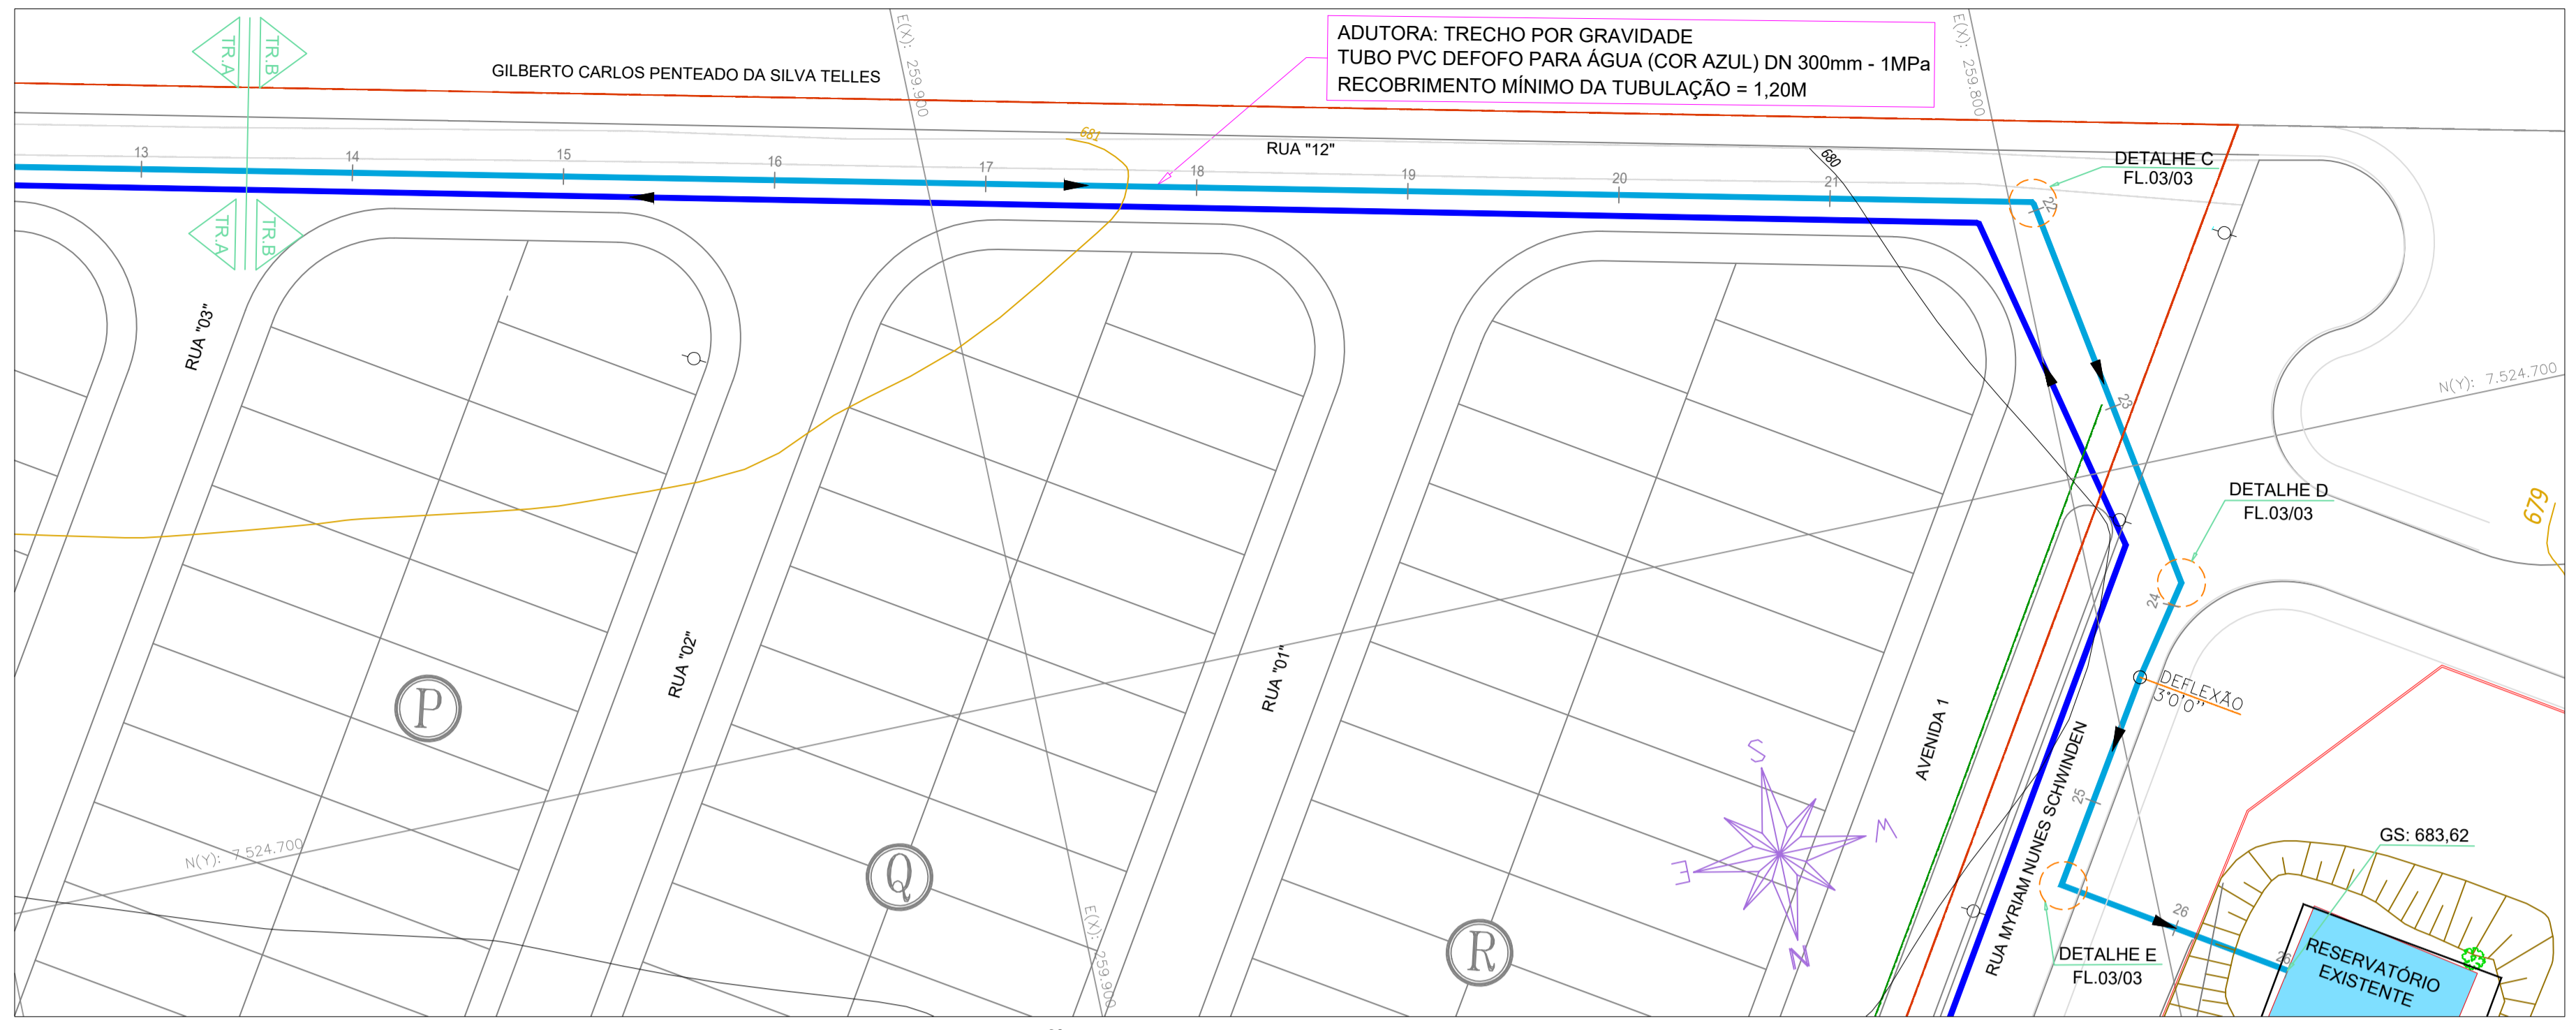 TR.A
TR.B
GILBERTO CARLOS PENTEADO DA SILVA TELLES
E(X): 259.900
ADUTORA: TRECHO POR GRAVIDADE
TUBO PVC DEFOFO PARA ÁGUA (COR AZUL) DN 300mm - 1MPa
RECOBRIMENTO MÍNIMO DA TUBULAÇÃO = 1,20M
E(X): 259.800
681
RUA "12"
680
DETALHE C
FL.03/03
13
14
15
16
17
18
19
20
21
22
TR.A
TR.B
RUA "03"
N(Y): 7.524.700
23
DETALHE D
FL.03/03
679
24
RUA "02"
RUA "01"
P
DEFLEXÃO
3°0'0''
AVENIDA 1
RUA MYRIAM NUNES SCHWINDEN
S
W
E
N
25
GS: 683,62
N(Y): 7.524.700
Q
R
E(X): 259.900
26
DETALHE E
FL.03/03
26
RESERVATÓRIO
EXISTENTE